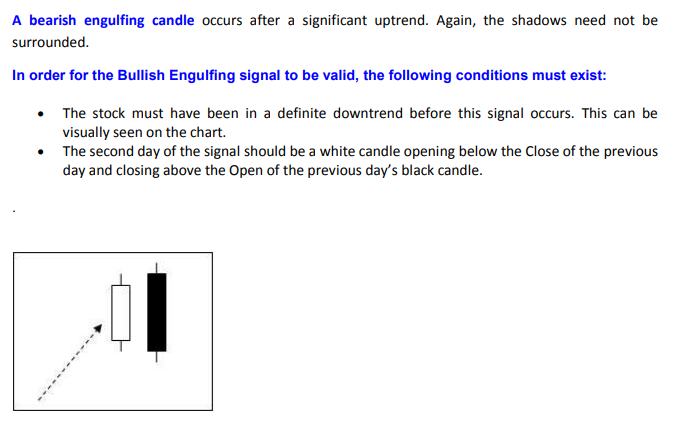 A bearish engulfing candle occurs after a significant uptrend. Again, the shadows need not be
surrounded.
In order for the Bullish Engulfing signal to be valid, the following conditions must exist:
• The stock must have been in a definite downtrend before this signal occurs. This can be
visually seen on the chart.
• The second day of the signal should be a white candle opening below the Close of the previous
day and closing above the Open of the previous day's black candle.
.